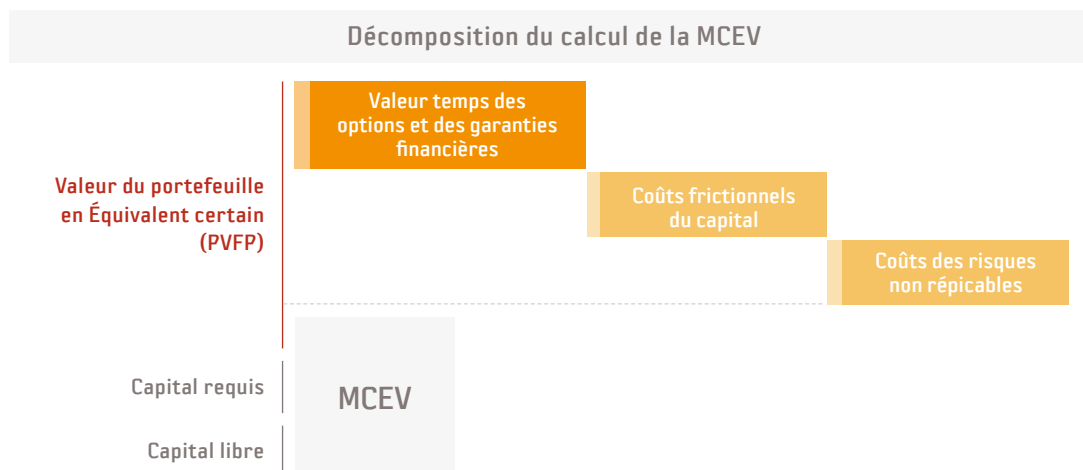 Décomposition du calcul de la MCEV
Valeur temps des
options et des garanties
financières
Valeur du portefeuille
en Équivalent certain
(PVFP)
Coûts frictionnels
du capital
Coûts des risques
non répicables
Capital requis
MCEV
Capital libre